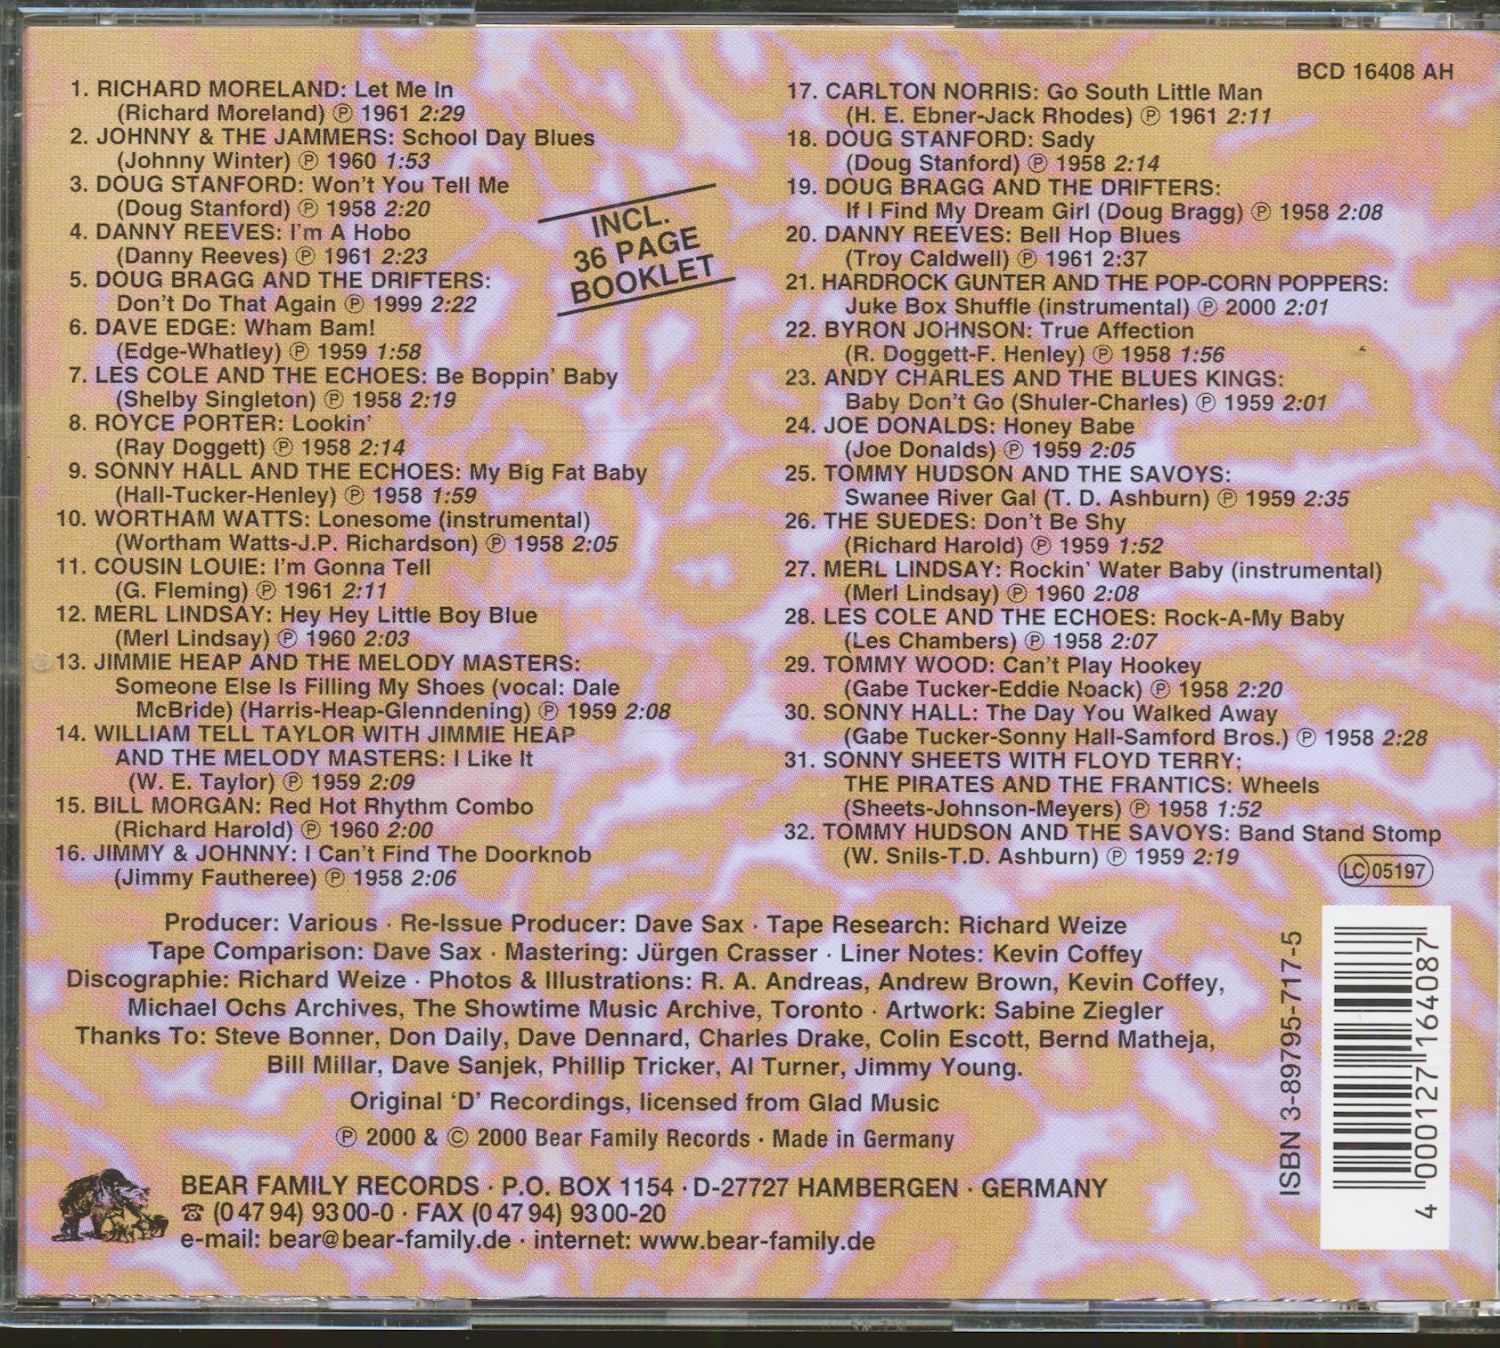 BCD 16408 AH
1. RICHARD MORELAND: Let Me In
(Richard Moreland) Ⓟ 1961 2:29
2. JOHNNY & THE JAMMERS: School Day Blues
(Johnny Winter) Ⓟ 1960 1:53
3. DOUG STANFORD: Won't You Tell Me
(Doug Stanford) Ⓟ 1958 2:20
4. DANNY REEVES: I'm A Hobo
(Danny Reeves) Ⓟ 1961 2:23
5. DOUG BRAGG AND THE DRIFTERS:
Don't Do That Again Ⓟ 1999 2:22
6. DAVE EDGE: Wham Bam!
(Edge-Whatley) Ⓟ 1959 1:58
7. LES COLE AND THE ECHOES: Be Boppin' Baby
(Shelby Singleton) Ⓟ 1958 2:19
8. ROYCE PORTER: Lookin'
(Ray Doggett) Ⓟ 1958 2:14
9. SONNY HALL AND THE ECHOES: My Big Fat Baby
(Hall-Tucker-Henley) Ⓟ 1958 1:59
10. WORTHAM WATTS: Lonesome (instrumental)
(Wortham Watts-J.P. Richardson) Ⓟ 1958 2:05
11. COUSIN LOUIE: I'm Gonna Tell
(G. Fleming) Ⓟ 1961 2:11
12. MERL LINDSAY: Hey Hey Little Boy Blue
(Merl Lindsay) Ⓟ 1960 2:03
13. JIMMIE HEAP AND THE MELODY MASTERS:
Someone Else Is Filling My Shoes (vocal: Dale
McBride) (Harris-Heap-Glenndening) Ⓟ 1959 2:08
14. WILLIAM TELL TAYLOR WITH JIMMIE HEAP
AND THE MELODY MASTERS: I Like It
(W. E. Taylor) Ⓟ 1959 2:09
15. BILL MORGAN: Red Hot Rhythm Combo
(Richard Harold) Ⓟ 1960 2:00
16. JIMMY & JOHNNY: I Can't Find The Doorknob
(Jimmy Fautheree) Ⓟ 1958 2:06
INCL.
36 PAGE
BOOKLET
17. CARLTON NORRIS: Go South Little Man
(H. E. Ebner-Jack Rhodes) Ⓟ 1961 2:11
18. DOUG STANFORD: Sady
(Doug Stanford) Ⓟ 1958 2:14
19. DOUG BRAGG AND THE DRIFTERS:
If I Find My Dream Girl (Doug Bragg) Ⓟ 1958 2:08
20. DANNY REEVES: Bell Hop Blues
(Troy Caldwell) Ⓟ 1961 2:37
21. HARDROCK GUNTER AND THE POP-CORN POPPERS:
Juke Box Shuffle (instrumental) Ⓟ 2000 2:01
22. BYRON JOHNSON: True Affection
(R. Doggett-F. Henley) Ⓟ 1958 1:56
23. ANDY CHARLES AND THE BLUES KINGS:
Baby Don't Go (Shuler-Charles) Ⓟ 1959 2:01
24. JOE DONALDS: Honey Babe
(Joe Donalds) Ⓟ 1959 2:05
25. TOMMY HUDSON AND THE SAVOYS:
Swanee River Gal (T. D. Ashburn) Ⓟ 1959 2:35
26. THE SUEDES: Don't Be Shy
(Richard Harold) Ⓟ 1959 1:52
27. MERL LINDSAY: Rockin' Water Baby (instrumental)
(Merl Lindsay) Ⓟ 1960 2:08
28. LES COLE AND THE ECHOES: Rock-A-My Baby
(Les Chambers) Ⓟ 1958 2:07
29. TOMMY WOOD: Can't Play Hookey
(Gabe Tucker-Eddie Noack) Ⓟ 1958 2:20
30. SONNY HALL: The Day You Walked Away
(Gabe Tucker-Sonny Hall-Samford Bros.) Ⓟ 1958 2:28
31. SONNY SHEETS WITH FLOYD TERRY;
THE PIRATES AND THE FRANTICS: Wheels
(Sheets-Johnson-Meyers) Ⓟ 1958 1:52
32. TOMMY HUDSON AND THE SAVOYS: Band Stand Stomp
(W. Snils-T.D. Ashburn) Ⓟ 1959 2:19
LC 05197
Producer: Various · Re-Issue Producer: Dave Sax · Tape Research: Richard Weize
Tape Comparison: Dave Sax · Mastering: Jürgen Crasser · Liner Notes: Kevin Coffey
Discographie: Richard Weize · Photos & Illustrations: R. A. Andreas, Andrew Brown, Kevin Coffey,
Michael Ochs Archives, The Showtime Music Archive, Toronto · Artwork: Sabine Ziegler
Thanks To: Steve Bonner, Don Daily, Dave Dennard, Charles Drake, Colin Escott, Bernd Matheja,
Bill Millar, Dave Sanjek, Phillip Tricker, Al Turner, Jimmy Young.
Original 'D' Recordings, licensed from Glad Music
Ⓟ 2000 & © 2000 Bear Family Records · Made in Germany
BEAR FAMILY RECORDS · P.O. BOX 1154 · D-27727 HAMBERGEN · GERMANY
☎ (0 47 94) 93 00-0 · FAX (0 47 94) 93 00-20
e-mail: bear@bear-family.de · internet: www.bear-family.de
ISBN 3-89795-717-5
4 000127 164087